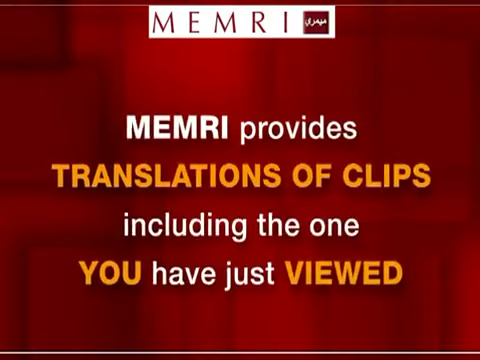 MEMRI ميمري
MEMRI provides
TRANSLATIONS OF CLIPS
including the one
YOU have just VIEWED